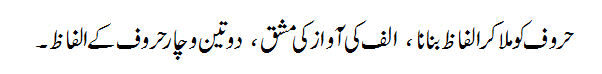 حروف کو ملا کر الفاظ بنانا ، الف کی آواز کی مشق ، دو تین و چار حروف کے الفاظ ۔